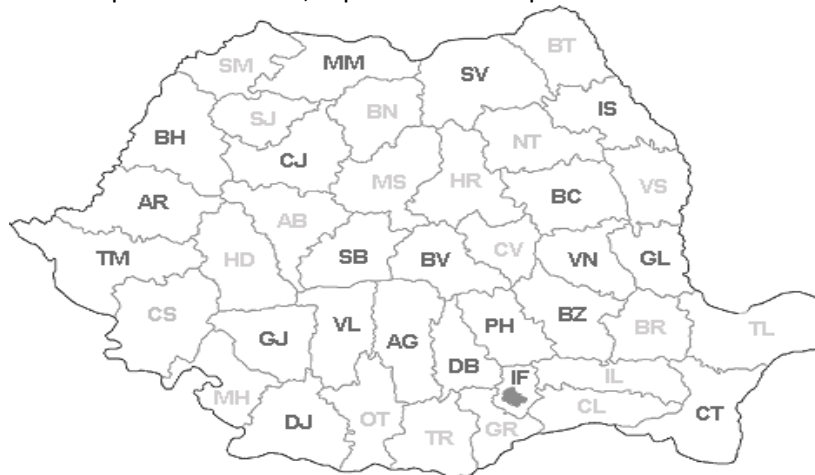 BT
SM
MM
SV
BN
IS
SJ
BH
NT
CJ
MS
HR
VS
BC
AR
AB
CV
SB
BV
VN
GL
TM
HD
CS
BZ
VL
PH
BR
TL
GJ
AG
DB
IF
IL
MH
CL
CT
OT
DJ
GR
TR